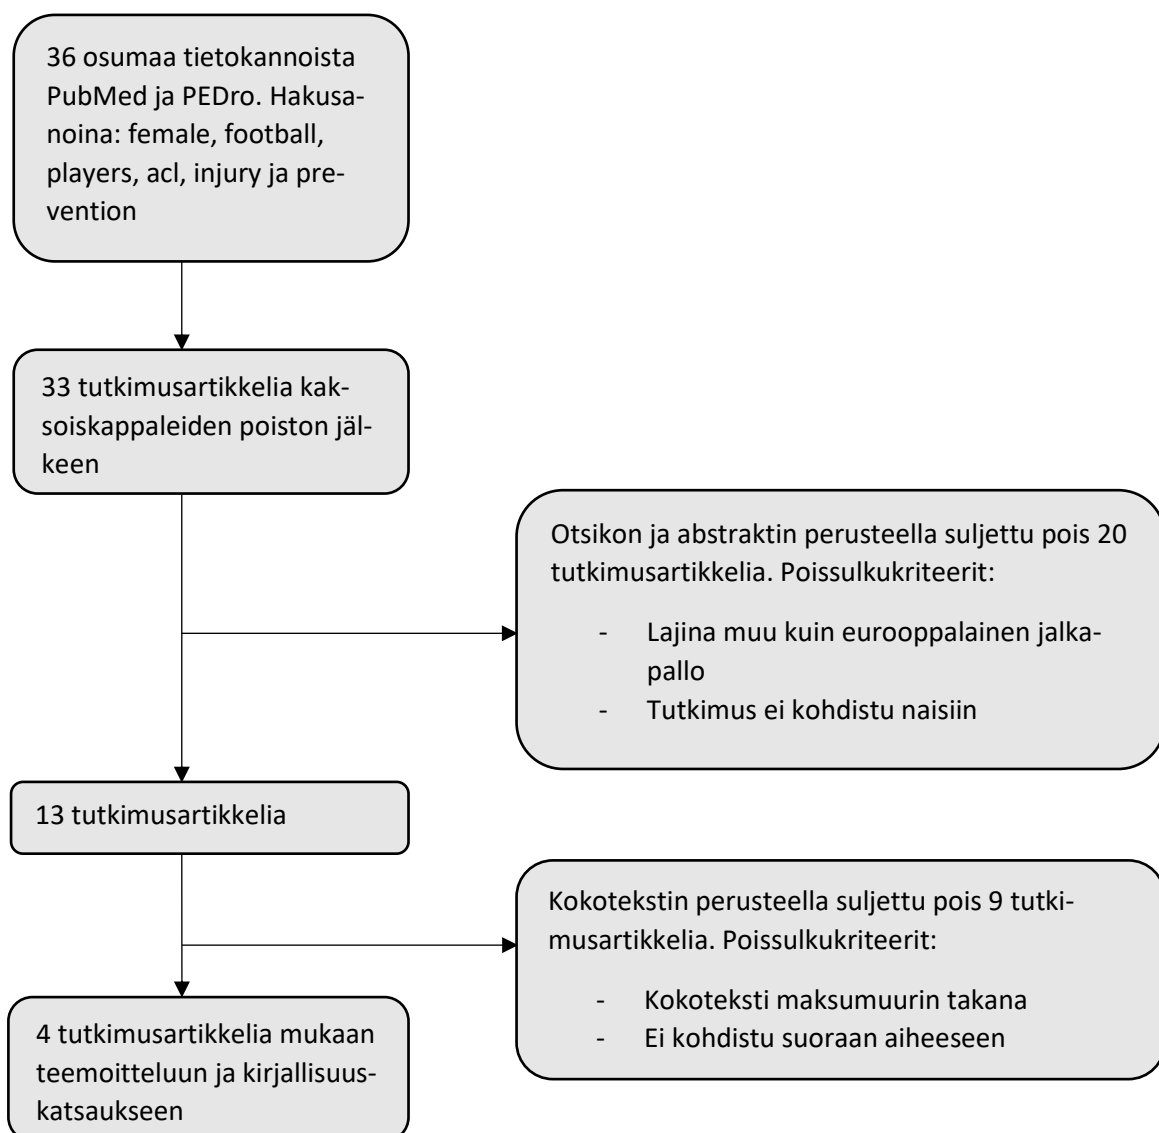 36 osumaa tietokannoista
PubMed ja PEDro. Hakusa-
noina: female, football,
players, acl, injury ja pre-
vention
33 tutkimusartikkelia kak-
soiskappaleiden poiston jäl-
keen
Otsikon ja abstraktin perusteella suljettu pois 20
tutkimusartikkelia. Poissulkukriteerit:
- Lajina muu kuin eurooppalainen jalka-
pallo
- Tutkimus ei kohdistu naisiin
13 tutkimusartikkelia
Kokotekstin perusteella suljettu pois 9 tutki-
musartikkelia. Poissulkukriteerit:
- Kokoteksti maksumuurin takana
- Ei kohdistu suoraan aiheeseen
4 tutkimusartikkelia mukaan
teemoitteluun ja kirjallisuus-
katsaukseen